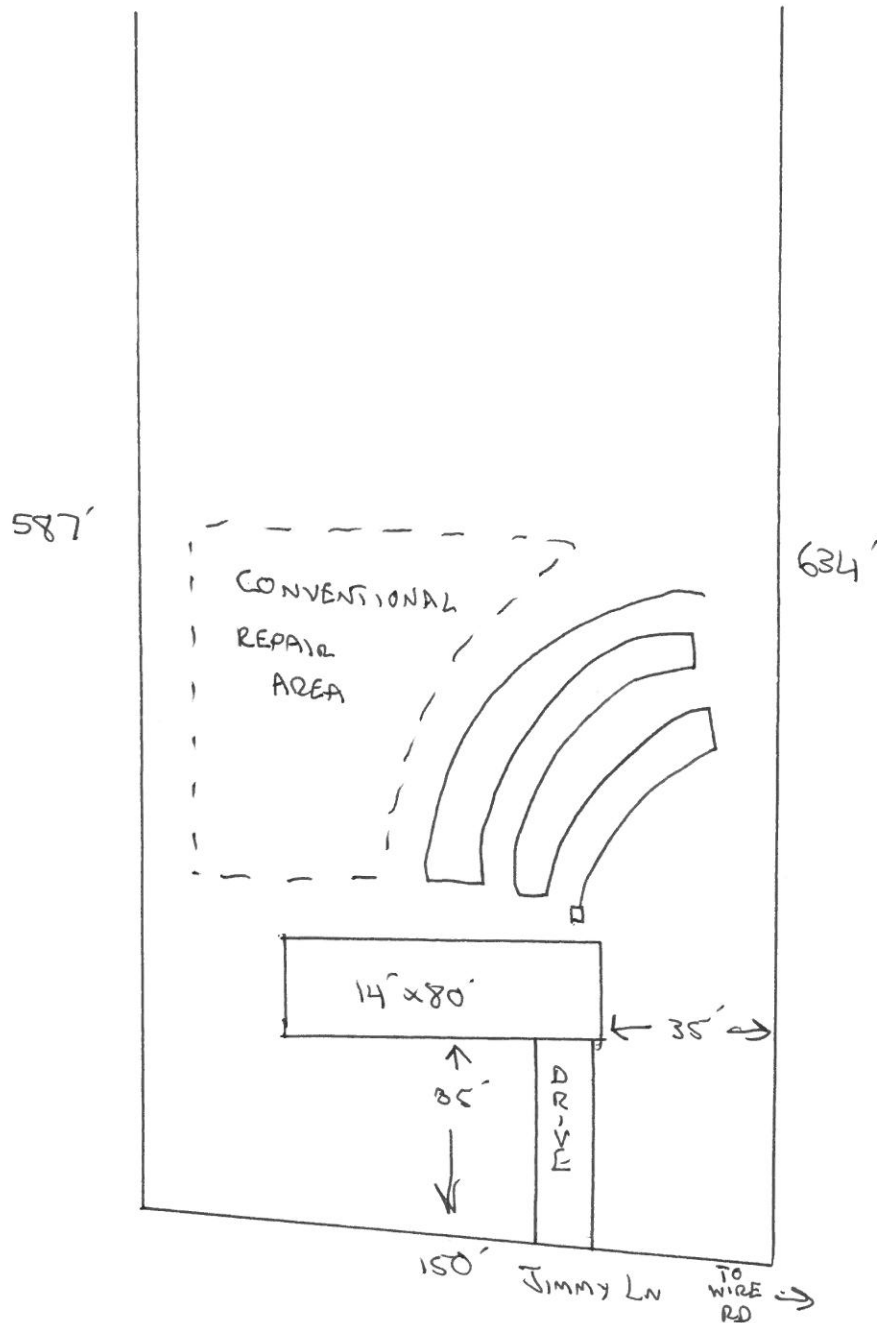 587'
634'
CONVENTIONAL
REPAIR
AREA
14'x80'
35'
35'
DRIVE
150'
JIMMY LN
TO
WIRE
RD